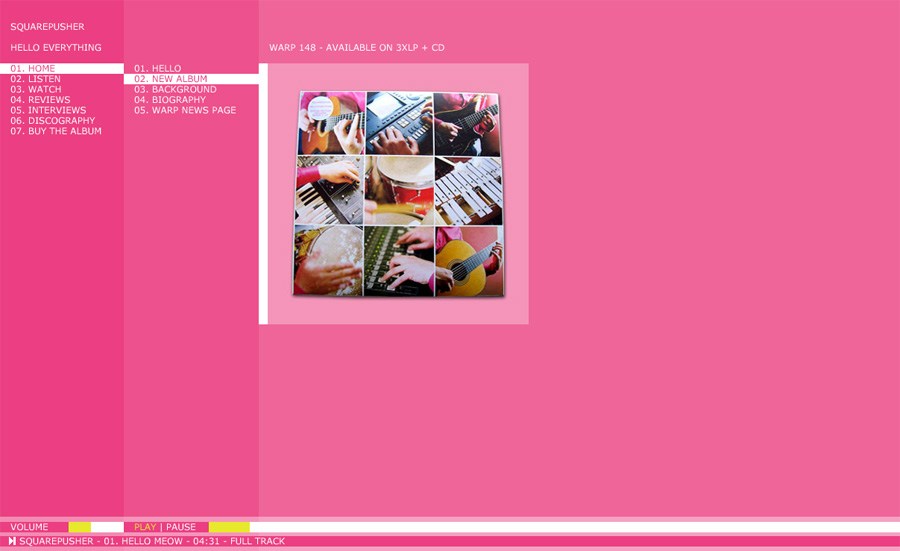 SQUAREPUSHER
HELLO EVERYTHING
WARP 148 - AVAILABLE ON 3XLP + CD
01. HOME
02. LISTEN
03. WATCH
04. REVIEWS
05. INTERVIEWS
06. DISCOGRAPHY
07. BUY THE ALBUM
01. HELLO
02. NEW ALBUM
03. BACKGROUND
04. BIOGRAPHY
05. WARP NEWS PAGE
VOLUME
PLAY | PAUSE
SQUAREPUSHER - 01. HELLO MEOW - 04:31 - FULL TRACK